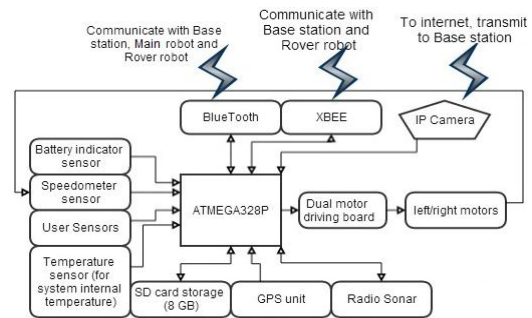 Communicate with Base
station, Main robot and
Rover robot
Communicate with
Base station and
Rover robot
To internet, transmit
to Base station
BlueTooth
XBEE
IP Camera
Battery indicator
sensor
Speedometer
sensor
User Sensors
Temperature
sensor (for
system internal
temperature)
ATMEGA328P
Dual motor
driving board
left/right motors
SD card storage
(8 GB)
GPS unit
Radio Sonar